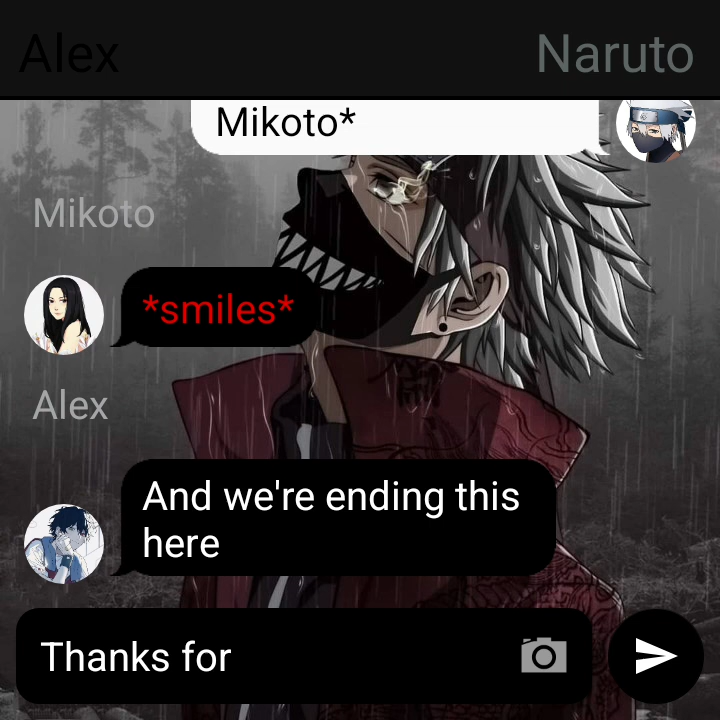 Alex
Naruto
Mikoto*
Mikoto
*smiles*
Alex
And we're ending this
here
Thanks for